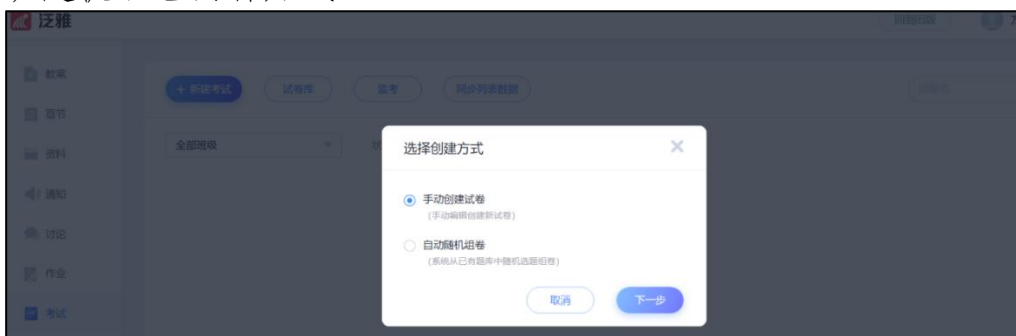 泛雅
回到旧版
教案
+ 新建考试
试卷库
监考
同步列表数据
章节
全部班级
选择创建方式
资料
手动创建试卷
(手动编辑创建新试卷)
通知
讨论
自动随机组卷
(系统从已有题库中随机选题组卷)
作业
取消
下一步
考试